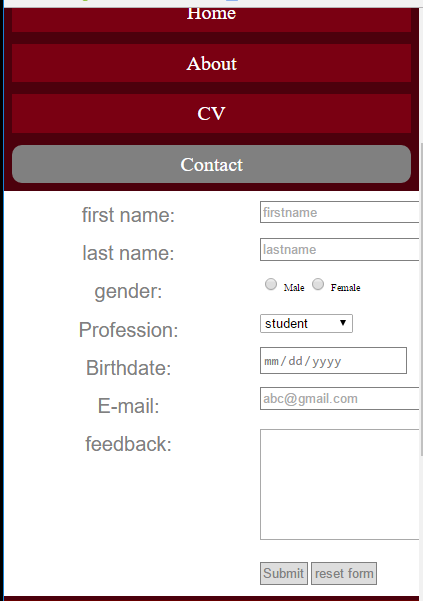 Home
About
CV
Contact
first name: firstname
last name: lastname
gender: Male Female
Profession: student
Birthdate: mm/dd/yyyy
E-mail: abc@gmail.com
feedback:
Submit reset form